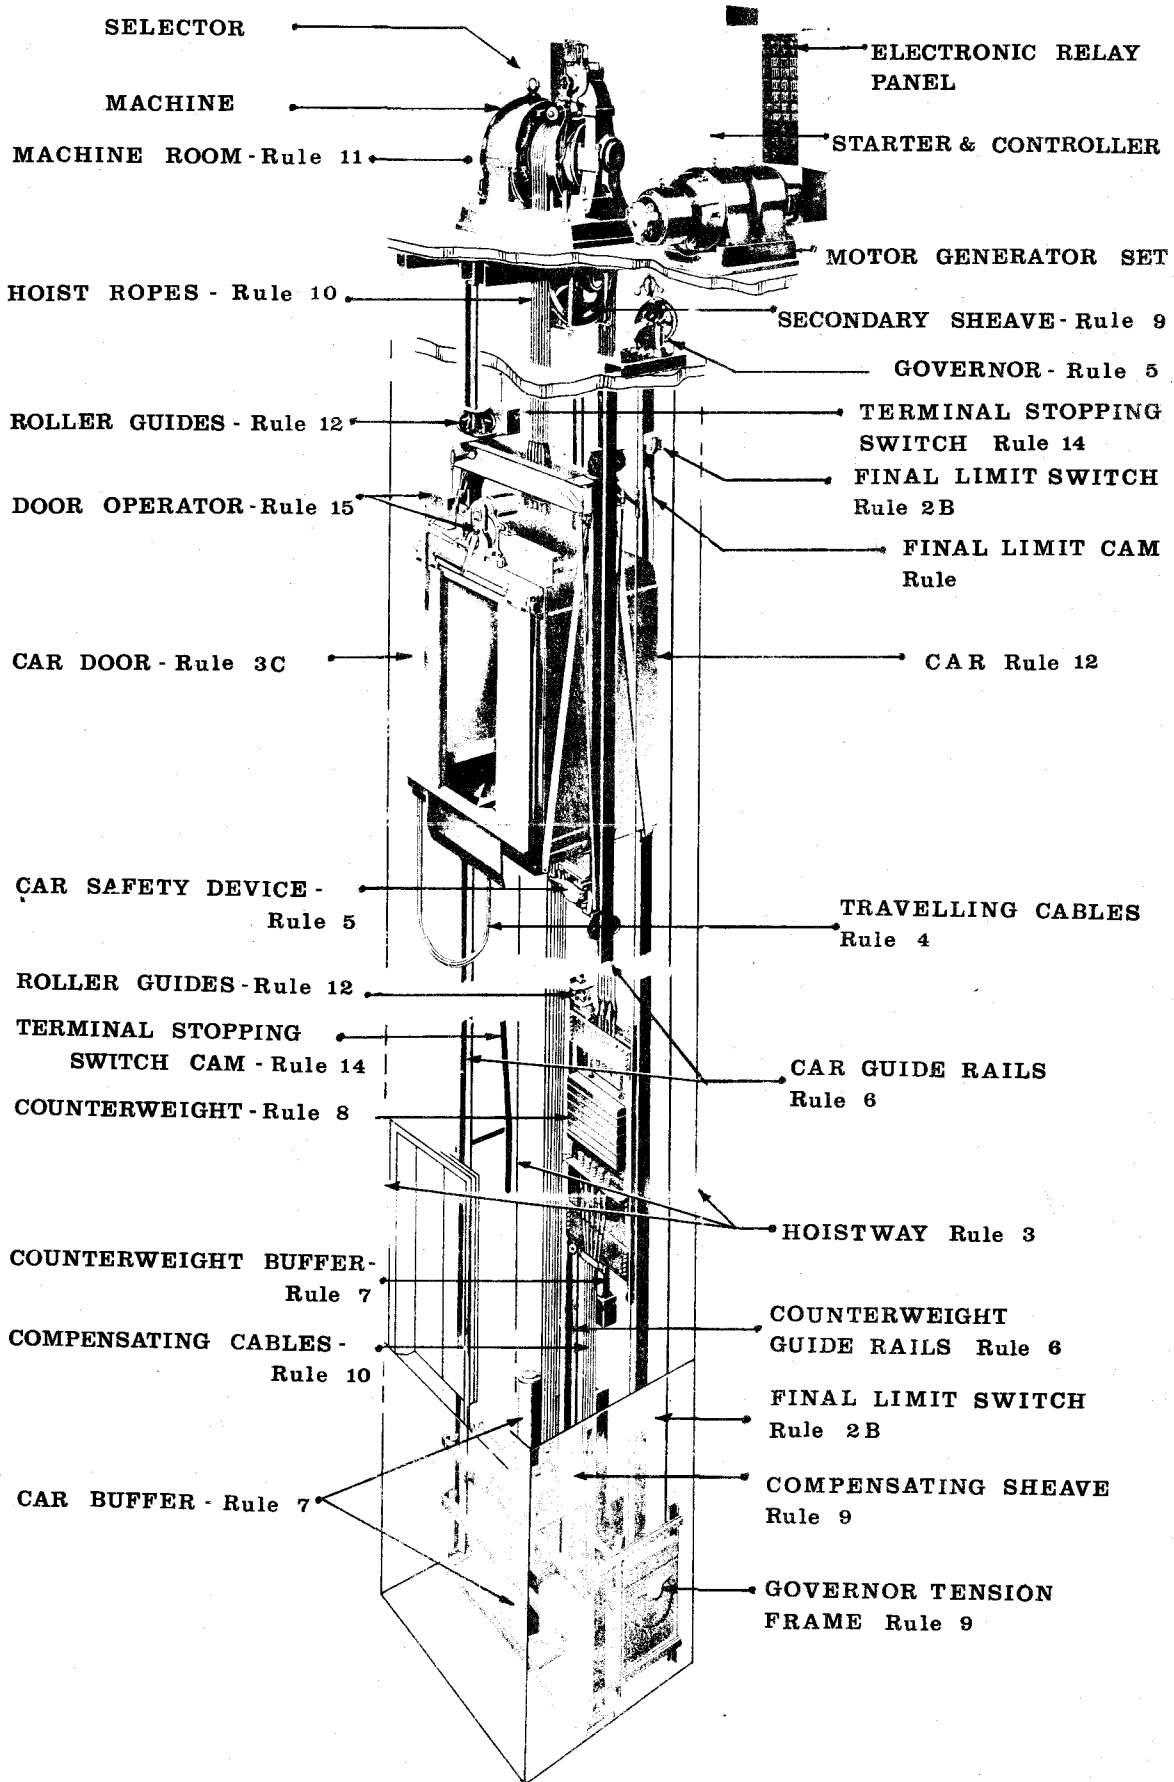 SELECTOR
MACHINE
MACHINE ROOM - Rule 11
HOIST ROPES - Rule 10
ROLLER GUIDES - Rule 12
DOOR OPERATOR - Rule 15
CAR DOOR - Rule 3C
CAR SAFETY DEVICE -
Rule 5
ROLLER GUIDES - Rule 12
TERMINAL STOPPING
SWITCH CAM - Rule 14
COUNTERWEIGHT - Rule 8
COUNTERWEIGHT BUFFER -
Rule 7
COMPENSATING CABLES -
Rule 10
CAR BUFFER - Rule 7
ELECTRONIC RELAY
PANEL
STARTER & CONTROLLER
MOTOR GENERATOR SET
SECONDARY SHEAVE - Rule 9
GOVERNOR - Rule 5
TERMINAL STOPPING
SWITCH Rule 14
FINAL LIMIT SWITCH
Rule 2B
FINAL LIMIT CAM
Rule
CAR Rule 12
TRAVELLING CABLES
Rule 4
CAR GUIDE RAILS
Rule 6
HOISTWAY Rule 3
COUNTERWEIGHT
GUIDE RAILS Rule 6
FINAL LIMIT SWITCH
Rule 2B
COMPENSATING SHEAVE
Rule 9
GOVERNOR TENSION
FRAME Rule 9